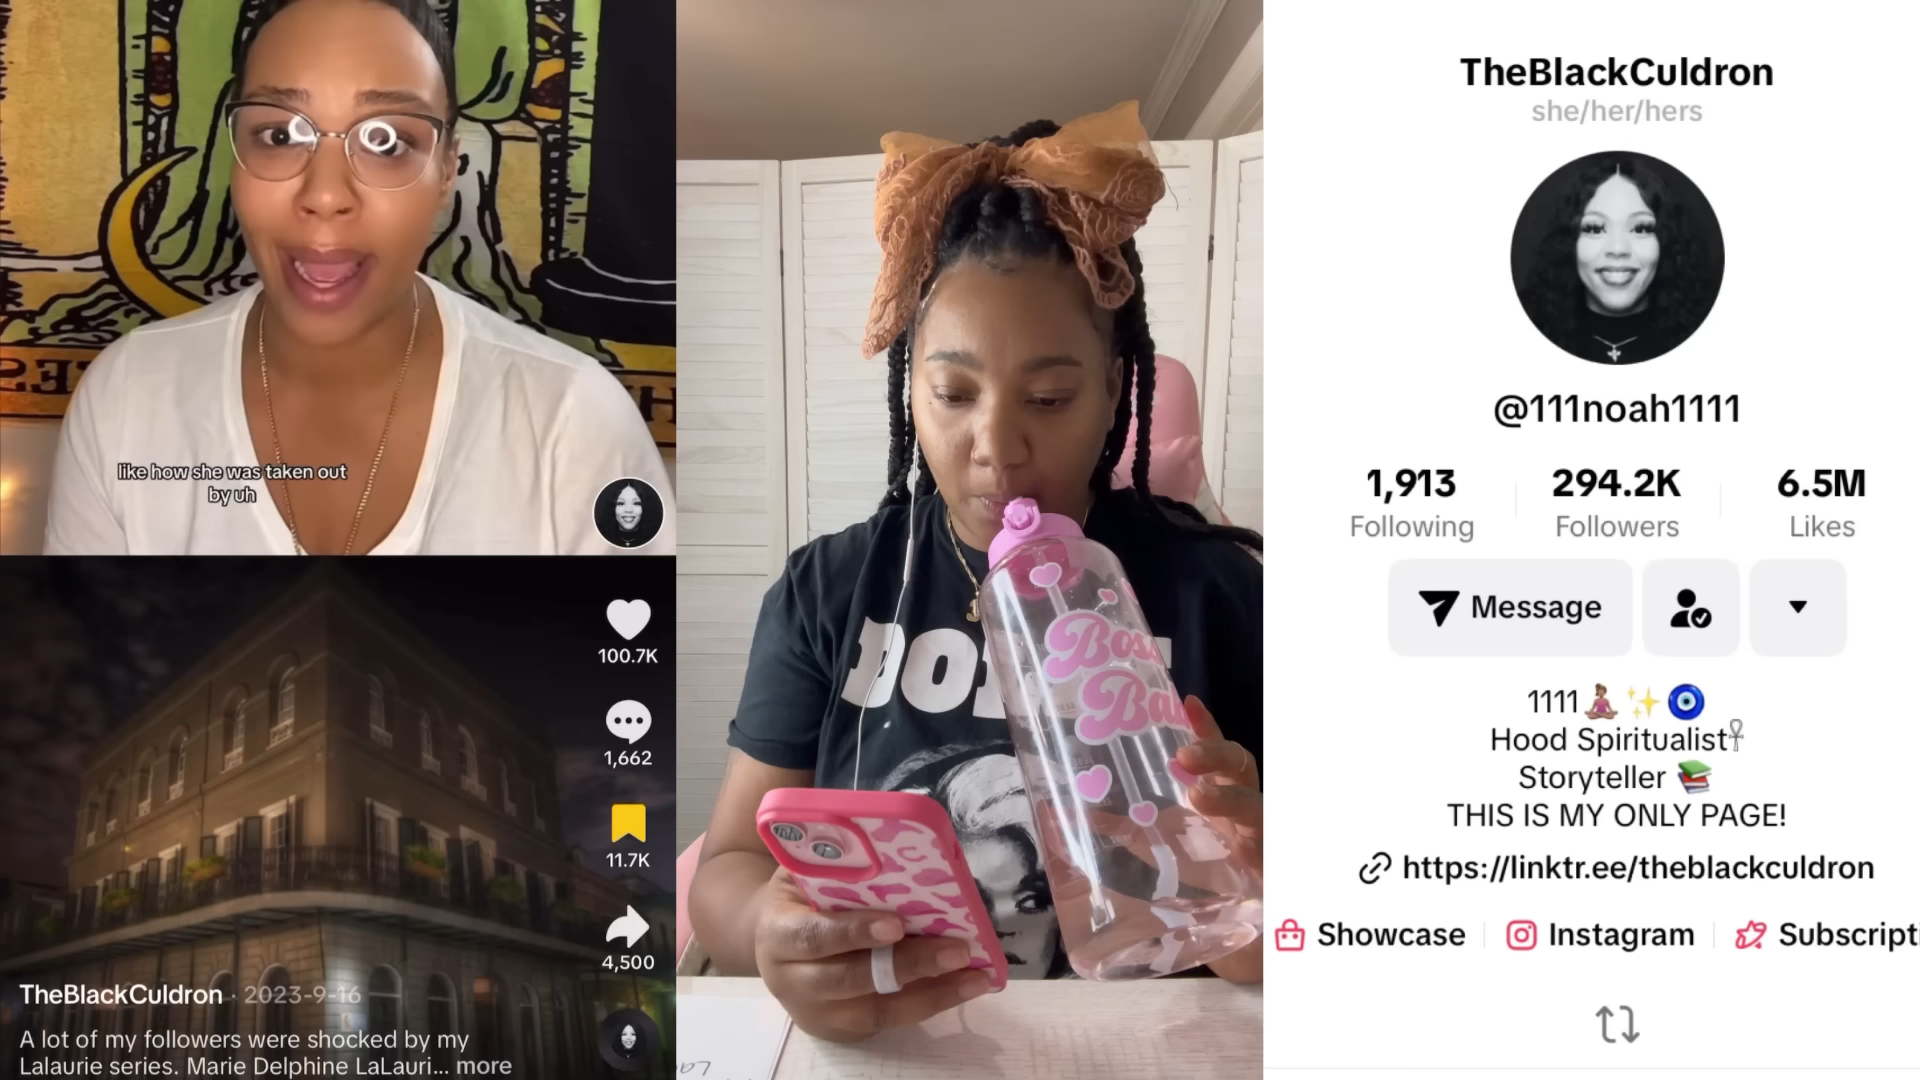 like how she was taken out
by uh
100.7K
1,662
11.7K
4,500
TheBlackCuldron · 2023-9-16
A lot of my followers were shocked by my
Lalaurie series. Marie Delphine LaLauri... more
Boss
TheBlackCuldron
she/her/hers
@111noah1111
1,913
Following
294.2K
Followers
6.5M
Likes
Message
1111
Hood Spiritualist
Storyteller
THIS IS MY ONLY PAGE!
https://linktr.ee/theblackculdron
Showcase
Instagram
Subscripti